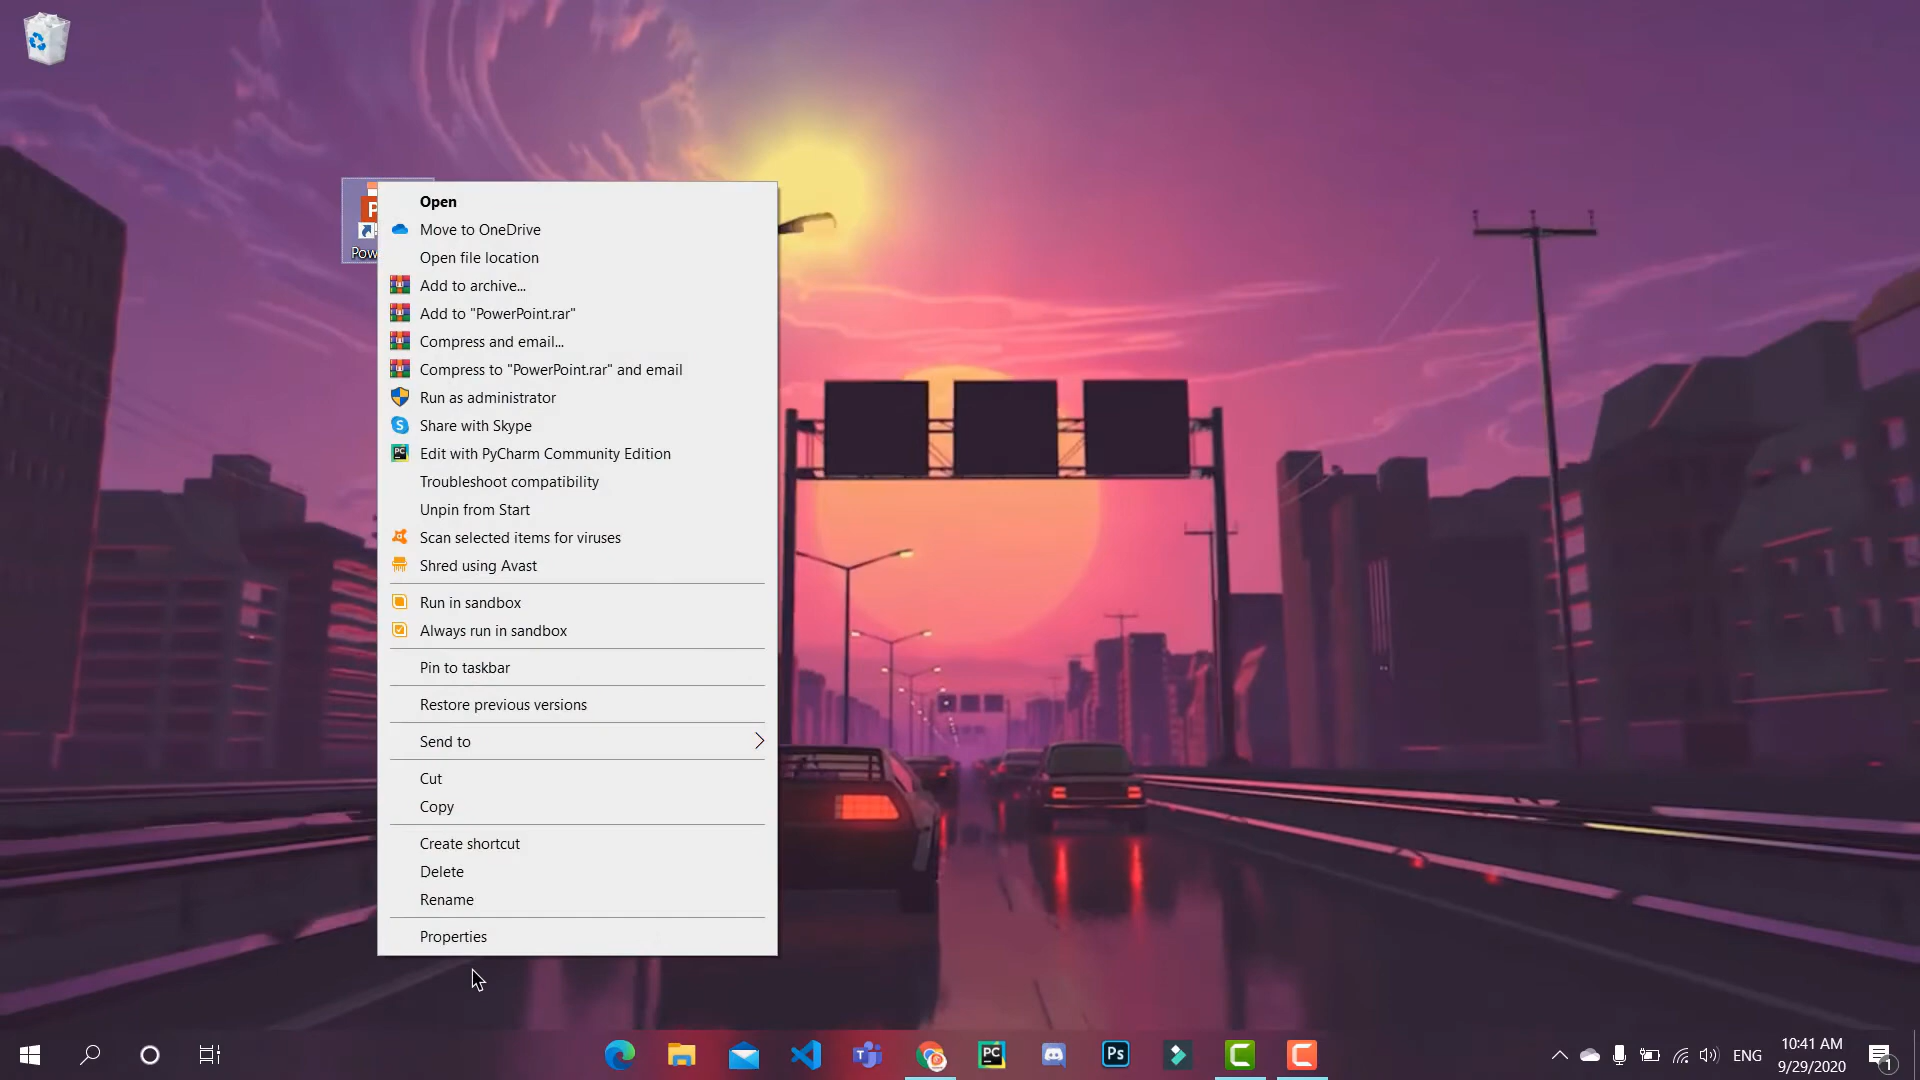 Pow
Open
Move to OneDrive
Open file location
Add to archive...
Add to "PowerPoint.rar"
Compress and email...
Compress to "PowerPoint.rar" and email
Run as administrator
Share with Skype
Edit with PyCharm Community Edition
Troubleshoot compatibility
Unpin from Start
Scan selected items for viruses
Shred using Avast
Run in sandbox
Always run in sandbox
Pin to taskbar
Restore previous versions
Send to
Cut
Copy
Create shortcut
Delete
Rename
Properties
PC
Ps
ENG
10:41 AM
9/29/2020
1